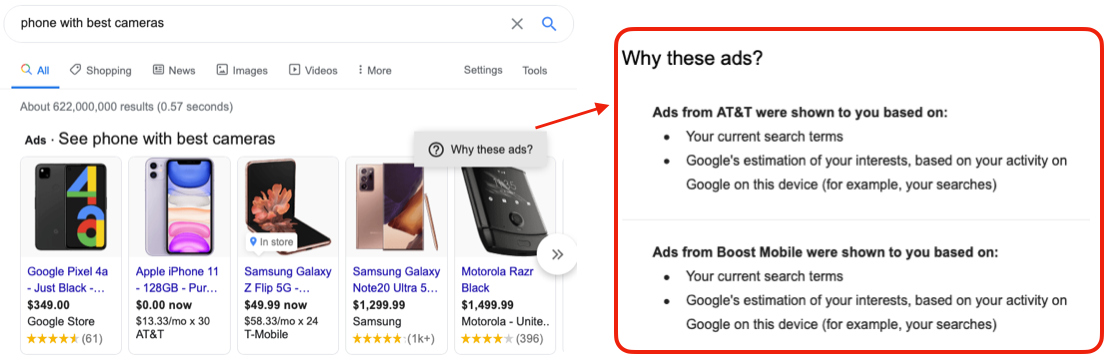 phone with best cameras
All
Shopping
News
Images
Videos
More
Settings
Tools
About 622,000,000 results (0.57 seconds)
Ads · See phone with best cameras
Why these ads?
Google Pixel 4a
- Just Black -...
$349.00
Google Store
(61)
Apple iPhone 11
- 128GB - Pur...
$0.00 now
$13.33/mo x 30
AT&T
In store
Samsung Galaxy
Z Flip 5G -...
$49.99 now
$58.33/mo x 24
T-Mobile
Samsung Galaxy
Note20 Ultra 5...
$1,299.99
Samsung
(1k+)
Motorola Razr
Black
$1,499.99
Motorola - Unite..
(396)
Why these ads?
Ads from AT&T were shown to you based on:
• Your current search terms
• Google's estimation of your interests, based on your activity on
Google on this device (for example, your searches)
Ads from Boost Mobile were shown to you based on:
• Your current search terms
• Google's estimation of your interests, based on your activity on
Google on this device (for example, your searches)